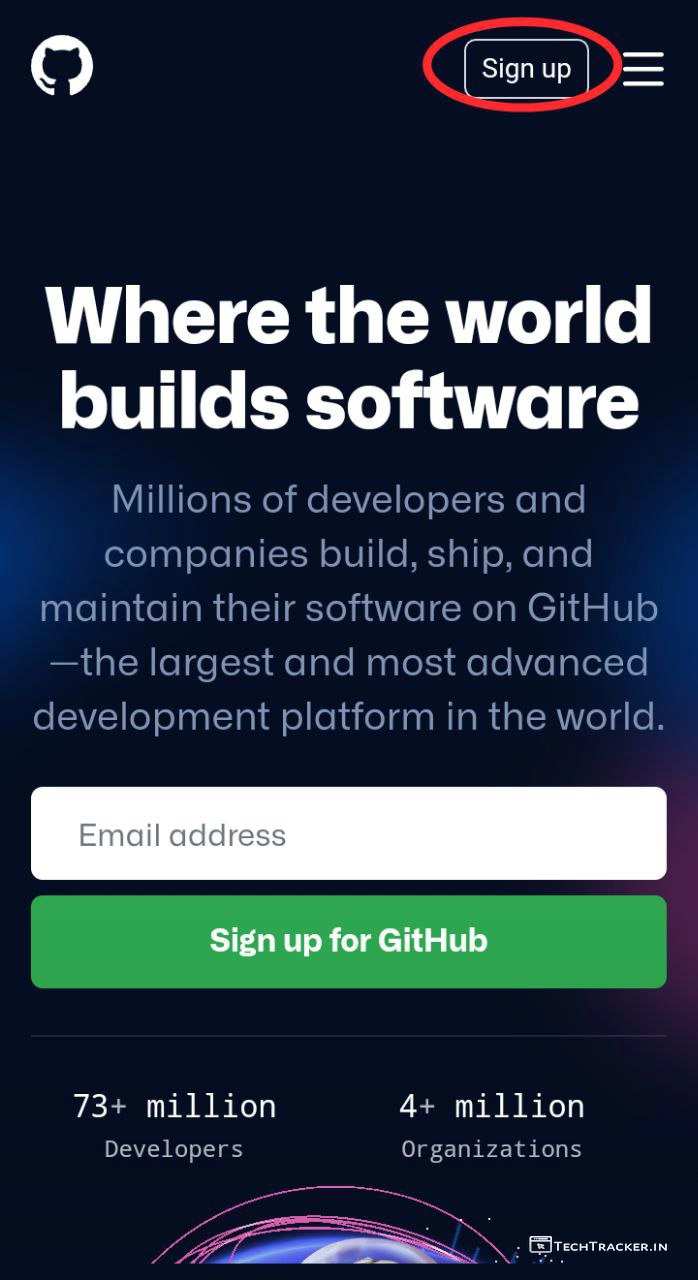 Sign up
Where the world
builds software
Millions of developers and
companies build, ship, and
maintain their software on GitHub
—the largest and most advanced
development platform in the world.
Email address
Sign up for GitHub
73+ million
Developers
4+ million
Organizations
TECHTRACKER.IN